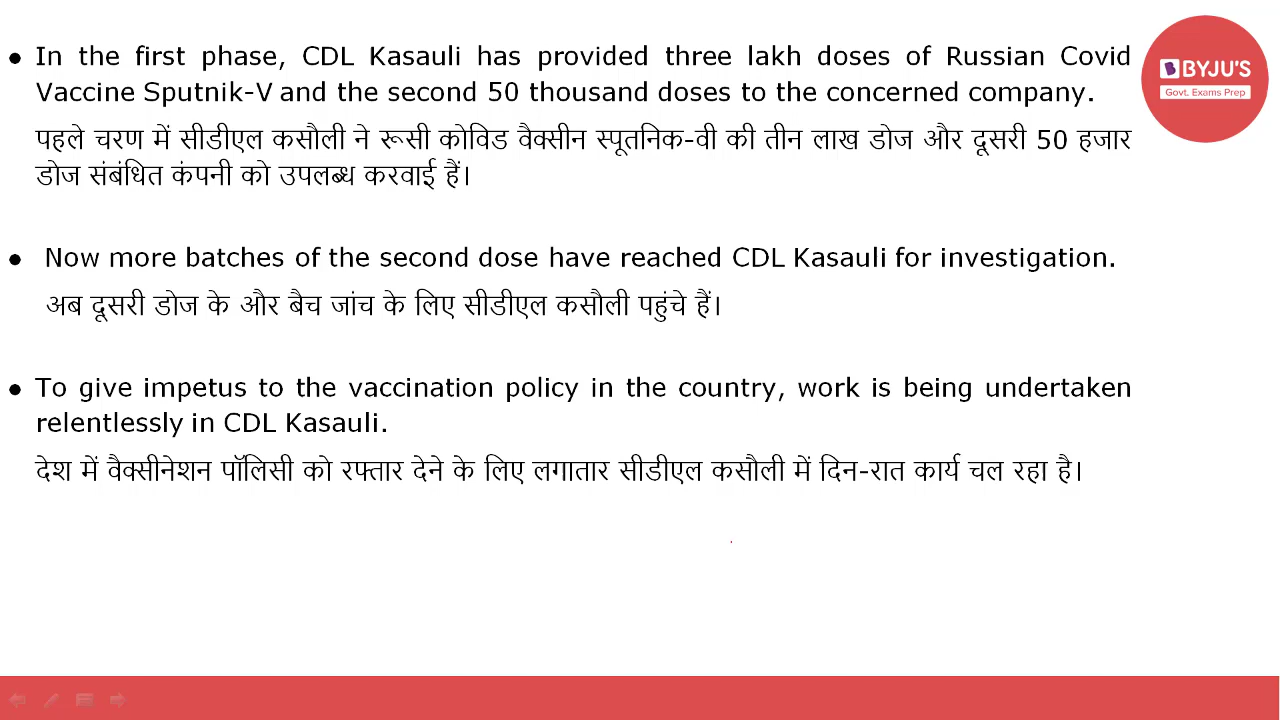 • In the first phase, CDL Kasauli has provided three lakh doses of Russian Covid
Vaccine Sputnik-V and the second 50 thousand doses to the concerned company.
पहले चरण में सीडीएल कसौली ने रूसी कोविड वैक्सीन स्पूतनिक-वी की तीन लाख डोज और दूसरी 50 हजार
डोज संबंधित कंपनी को उपलब्ध करवाई हैं।
• Now more batches of the second dose have reached CDL Kasauli for investigation.
अब दूसरी डोज के और बैच जांच के लिए सीडीएल कसौली पहुंचे हैं।
• To give impetus to the vaccination policy in the country, work is being undertaken
relentlessly in CDL Kasauli.
देश में वैक्सीनेशन पॉलिसी को रफ्तार देने के लिए लगातार सीडीएल कसौली में दिन-रात कार्य चल रहा है।
BYJU'S
Govt. Exams Prep